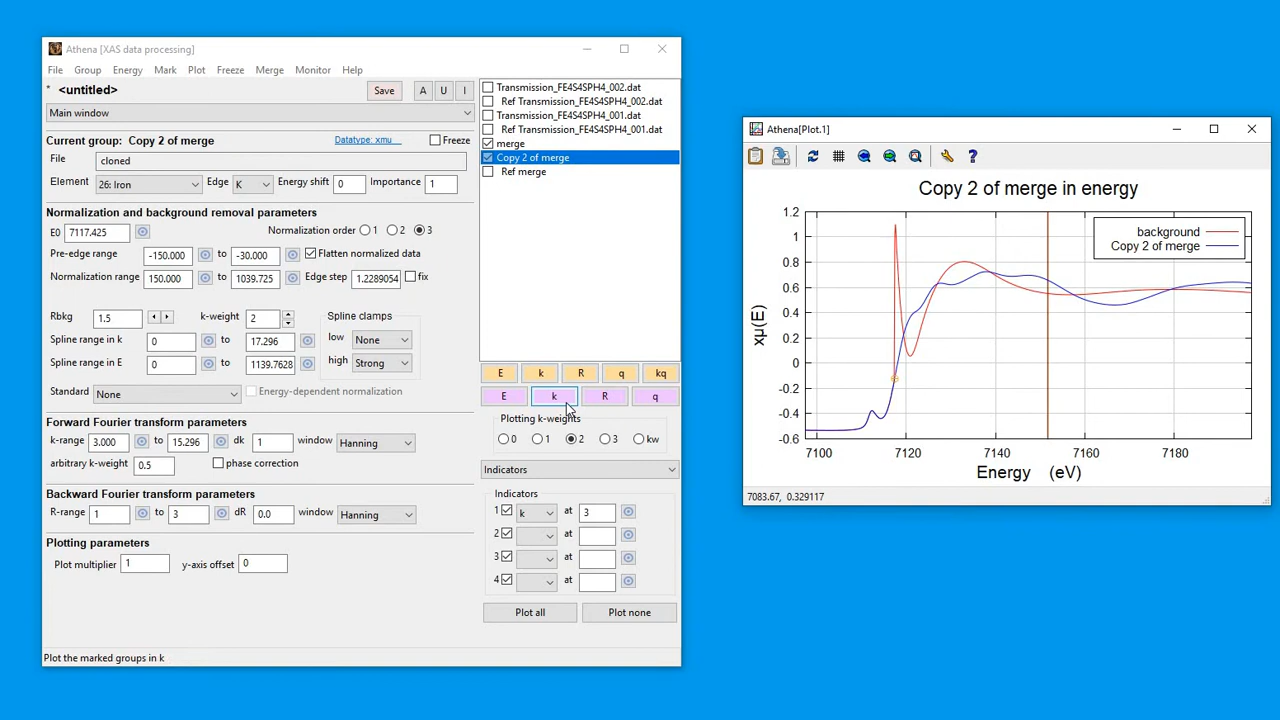 Athena [XAS data processing]
File Group Energy Mark Plot Freeze Merge Monitor Help
* <untitled> Save A U I
Main window
Current group: Copy 2 of merge Datatype: xmu Freeze
File cloned
Element 26: Iron Edge K Energy shift 0 Importance 1
Normalization and background removal parameters
E0 7117.425 Normalization order 1 2 3
Pre-edge range -150.000 to -30.000 Flatten normalized data
Normalization range 150.000 to 1039.725 Edge step 1.2289054 fix
Rbkg 1.5 k-weight 2 Spline clamps
Spline range in k 0 to 17.296 low None
Spline range in E 0 to 1139.7628 high Strong
Standard None Energy-dependent normalization
Forward Fourier transform parameters
k-range 3.000 to 15.296 dk 1 window Hanning
arbitrary k-weight 0.5 phase correction
Backward Fourier transform parameters
R-range 1 to 3 dR 0.0 window Hanning
Plotting parameters
Plot multiplier 1 y-axis offset 0
Plot the marked groups in k
Transmission_FE4S4SPH4_002.dat
Ref Transmission_FE4S4SPH4_002.dat
Transmission_FE4S4SPH4_001.dat
Ref Transmission_FE4S4SPH4_001.dat
merge
Copy 2 of merge
Ref merge
E k R q kq
E k R q
Plotting k-weights
0 1 2 3 kw
Indicators
Indicators
1 k at 3
2 at
3 at
4 at
Plot all Plot none
Athena[Plot.1]
Copy 2 of merge in energy
background
Copy 2 of merge
1.2
1
0.8
0.6
0.4
0.2
0
-0.2
-0.4
-0.6
xμ(E)
7100 7120 7140 7160 7180
Energy (eV)
7083.67, 0.329117